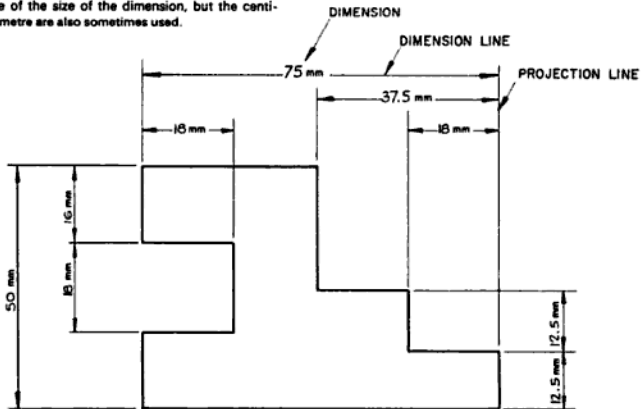 e of the size of the dimension, but the centi-
metre are also sometimes used.
DIMENSION
DIMENSION LINE
75 mm
PROJECTION LINE
37.5 mm
18 mm
18 mm
16 mm
50 mm
18 mm
12.5 mm
12.5 mm